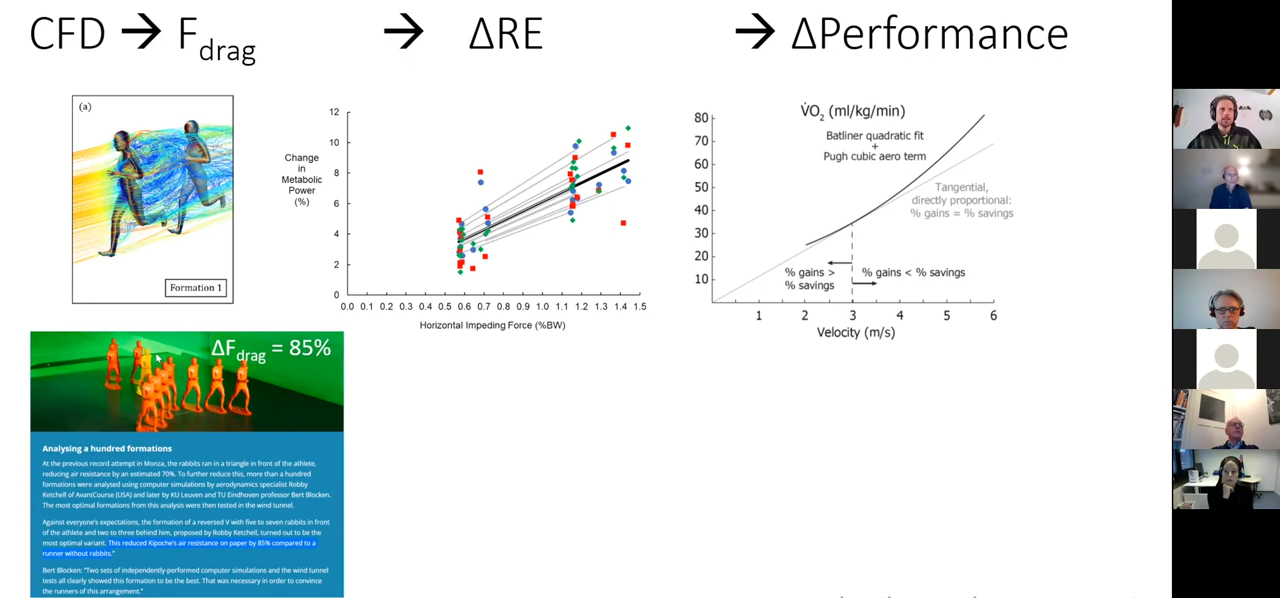 CFD → Fdrag → ΔRE → ΔPerformance
(a)
Formation 1
Change
in
Metabolic
Power
(%)
12
10
8
6
4
2
0
0.0 0.1 0.2 0.3 0.4 0.5 0.6 0.7 0.8 0.9 1.0 1.1 1.2 1.3 1.4 1.5
Horizontal Impeding Force (%BW)
V̇O2 (ml/kg/min)
Batliner quadratic fit
+
Pugh cubic aero term
Tangential,
directly proportional:
% gains = % savings
% gains >
% savings
% gains < % savings
80
70
60
50
40
30
20
10
1 2 3 4 5 6
Velocity (m/s)
ΔFdrag = 85%
Analysing a hundred formations
At the previous record attempt in Monza, the rabbits ran in a triangle in front of the athlete,
reducing air resistance by an estimated 70%. To further reduce this, more than a hundred
formations were analysed using computer simulations by aerodynamics specialist Robby
Ketchell of AvantCourse (USA) and later by KU Leuven and TU Eindhoven professor Bert Blocken.
The most optimal formations from this analysis were then tested in the wind tunnel.
Against everyone's expectations, the formation of a reversed V with five to seven rabbits in front
of the athlete and two to three behind him, proposed by Robby Ketchell, turned out to be the
most optimal variant. This reduced Kipoche's air resistance on paper by 85% compared to a
runner without rabbits."
Bert Blocken: "Two sets of independently-performed computer simulations and the wind tunnel
tests all clearly showed this formation to be the best. That was necessary in order to convince
the runners of this arrangement."